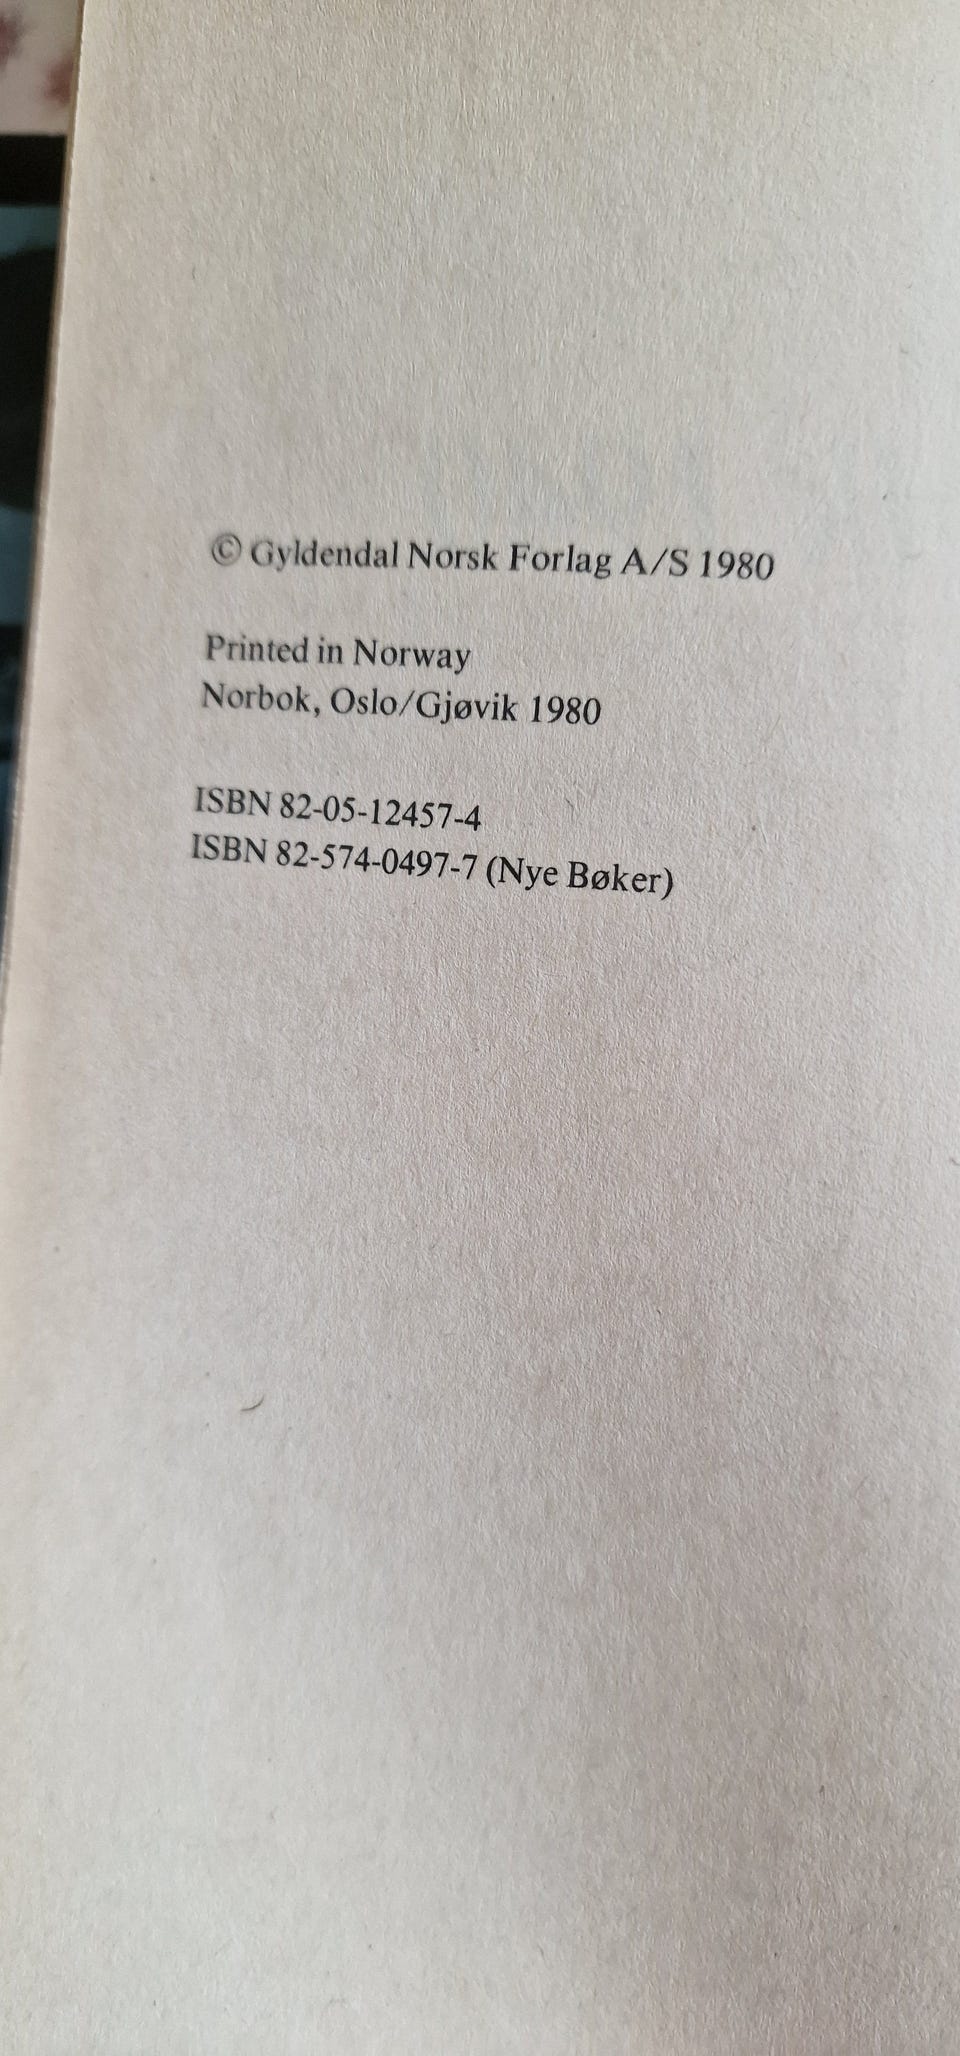 © Gyldendal Norsk Forlag A/S 1980
Printed in Norway
Norbok, Oslo/Gjøvik 1980
ISBN 82-05-12457-4
ISBN 82-574-0497-7 (Nye Bøker)